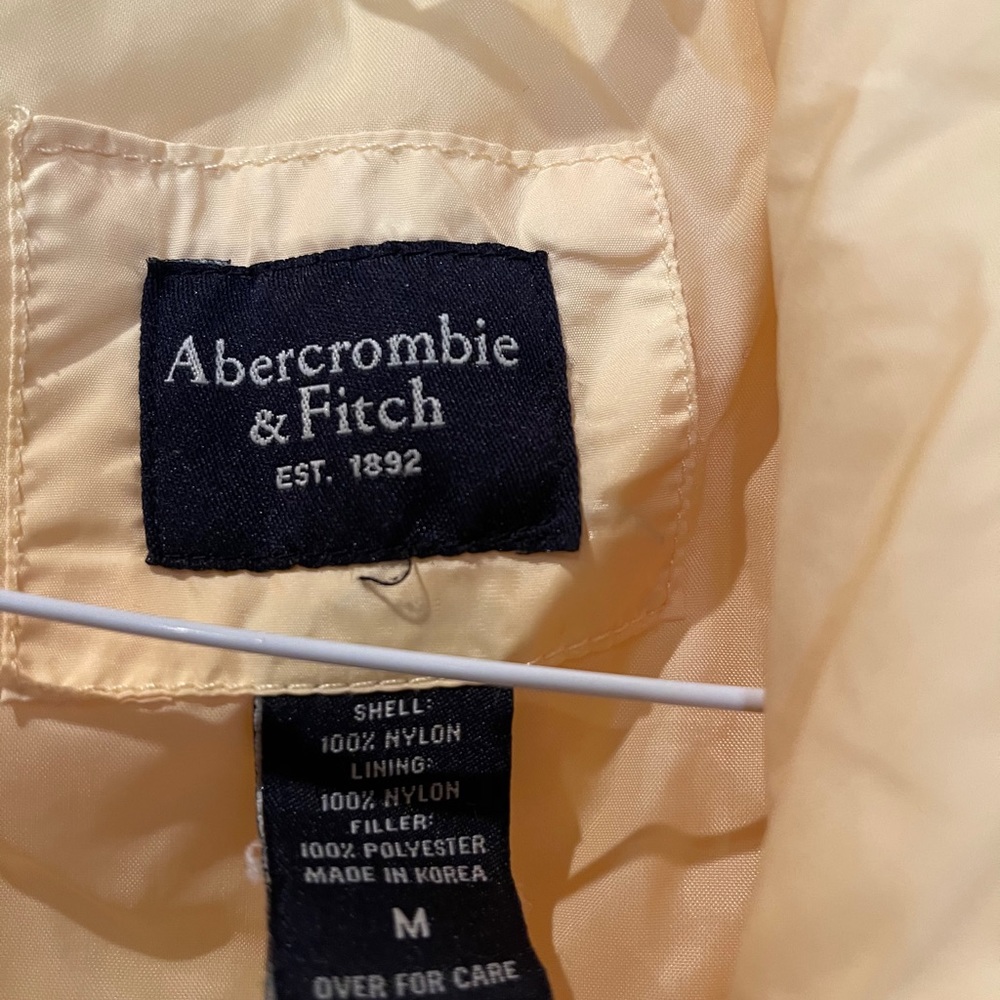 Abercrombie
& Fitch
EST. 1892
SHELL:
100% NYLON
LINING:
100% NYLON
FILLER:
100% POLYESTER
MADE IN KOREA
M
OVER FOR CARE